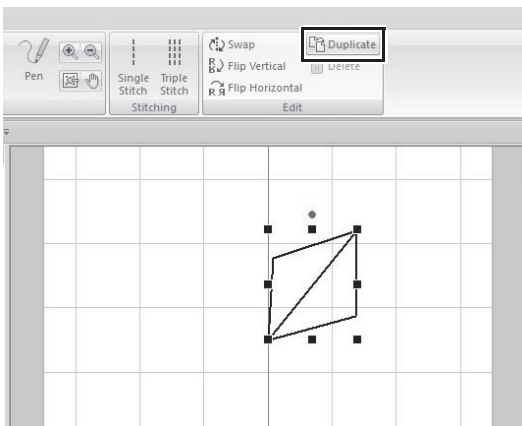 Swap
Duplicate
Pen
Single Stitch
Triple Stitch
Flip Vertical
Delete
Flip Horizontal
Stitching
Edit